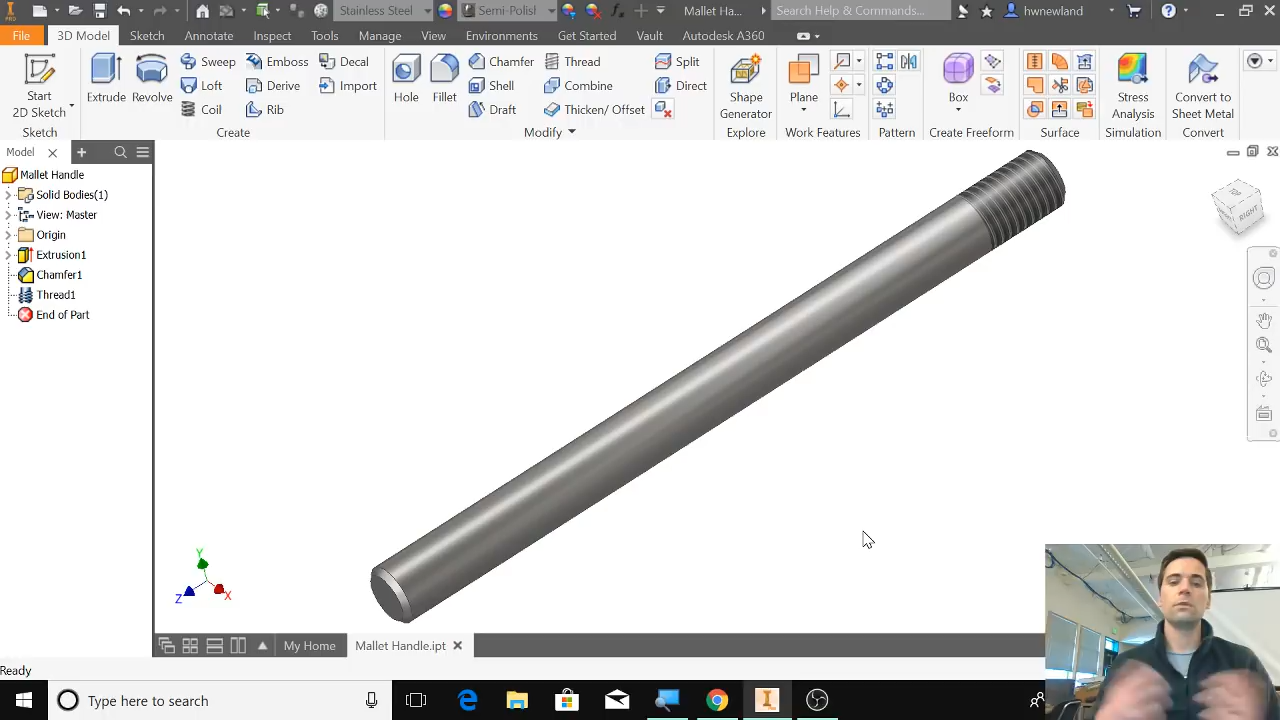 PRO
Stainless Steel
Semi-Polish
fx
Mallet Ha...
Search Help & Commands...
hwnewland
File
3D Model
Sketch
Annotate
Inspect
Tools
Manage
View
Environments
Get Started
Vault
Autodesk A360
Start
2D Sketch
Extrude
Revolve
Sweep
Emboss
Decal
Loft
Derive
Import
Coil
Rib
Hole
Fillet
Chamfer
Thread
Split
Shell
Combine
Direct
Draft
Thicken/ Offset
Shape
Generator
Plane
Box
Stress
Analysis
Convert to
Sheet Metal
Sketch
Create
Modify
Explore
Work Features
Pattern
Create Freeform
Surface
Simulation
Convert
Model
Mallet Handle
Solid Bodies(1)
View: Master
Origin
Extrusion1
Chamfer1
Thread1
End of Part
RIGHT
Y
Z
X
My Home
Mallet Handle.ipt
Ready
Type here to search